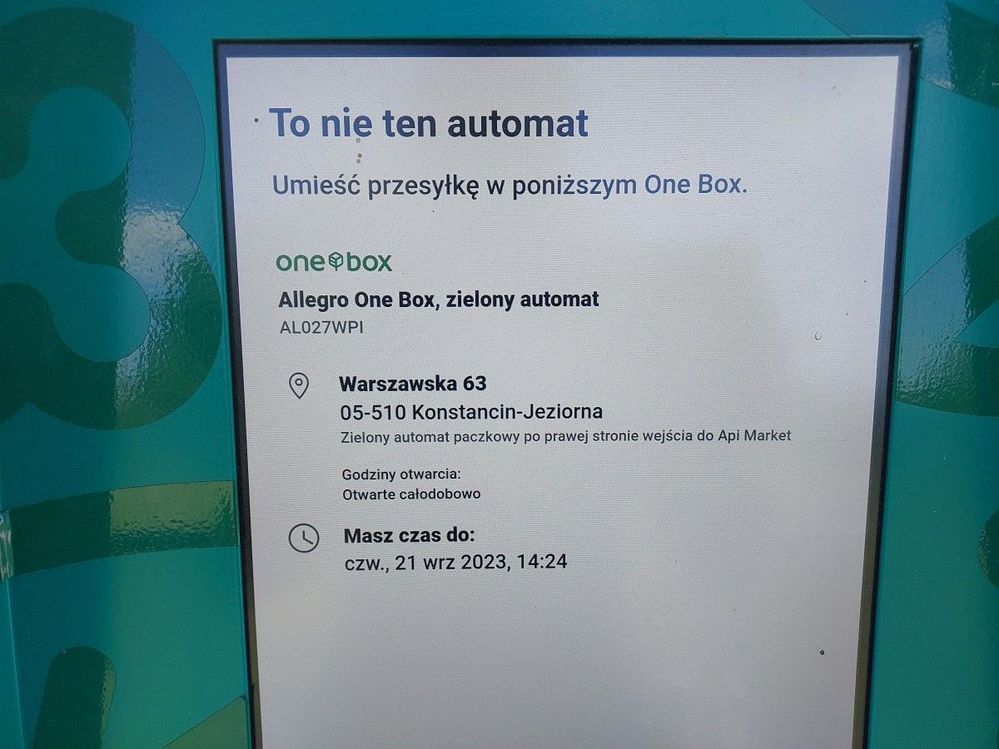 To nie ten automat
Umieść przesyłkę w poniższym One Box.
one box
Allegro One Box, zielony automat
AL027WPI
Warszawska 63
05-510 Konstancin-Jeziorna
Zielony automat paczkowy po prawej stronie wejścia do Api Market
Godziny otwarcia:
Otwarte całodobowo
Masz czas do:
czw., 21 wrz 2023, 14:24